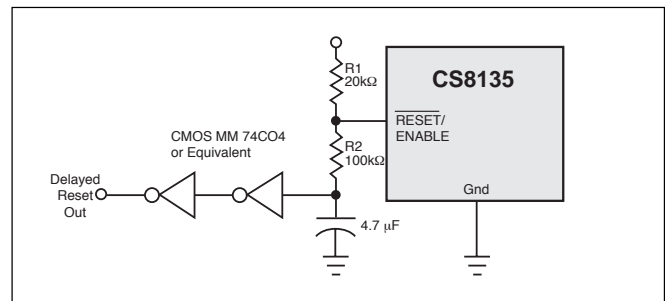 R1
20kΩ
CS8135
RESET/
ENABLE
CMOS MM 74CO4
or Equivalent
R2
100kΩ
Delayed
Reset
Out
Gnd
4.7 μF